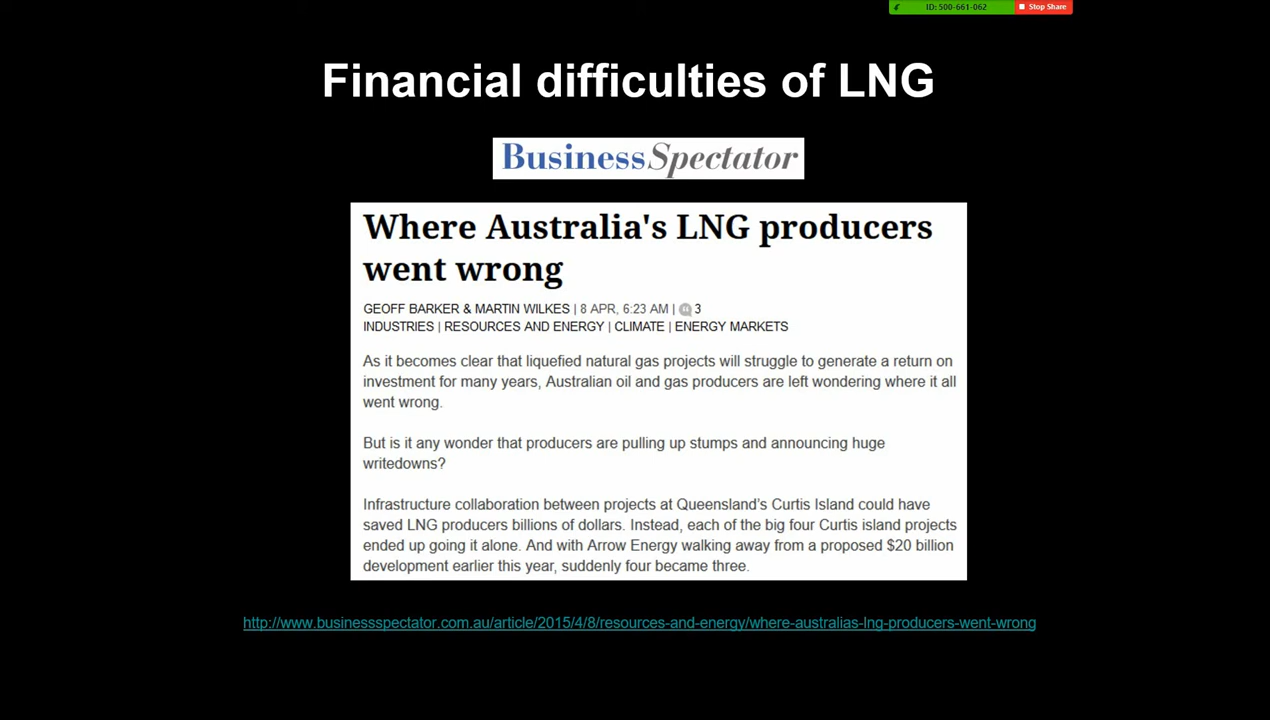 ID: 500-661-062 Stop Share
Financial difficulties of LNG
BusinessSpectator
Where Australia's LNG producers
went wrong
GEOFF BARKER & MARTIN WILKES | 8 APR, 6:23 AM | 3
INDUSTRIES | RESOURCES AND ENERGY | CLIMATE | ENERGY MARKETS
As it becomes clear that liquefied natural gas projects will struggle to generate a return on
investment for many years, Australian oil and gas producers are left wondering where it all
went wrong.
But is it any wonder that producers are pulling up stumps and announcing huge
writedowns?
Infrastructure collaboration between projects at Queensland’s Curtis Island could have
saved LNG producers billions of dollars. Instead, each of the big four Curtis island projects
ended up going it alone. And with Arrow Energy walking away from a proposed $20 billion
development earlier this year, suddenly four became three.
http://www.businessspectator.com.au/article/2015/4/8/resources-and-energy/where-australias-lng-producers-went-wrong